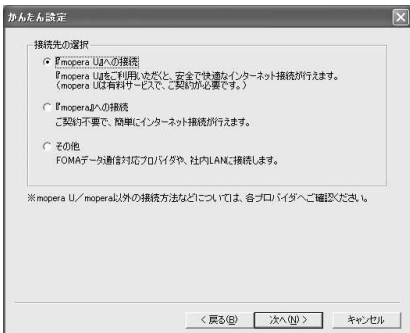 かんたん設定
接続先の選択
『mopera U』への接続
『mopera U』をご利用いただくと、安全で快適なインターネット接続が行えます。
(mopera Uは有料サービスで、ご契約が必要です。)
『mopera』への接続
ご契約不要で、簡単にインターネット接続が行えます。
その他
FOMAデータ通信対応プロバイダや、社内LANに接続します。
※mopera U/mopera以外の接続方法などについては、各プロバイダへご確認ください。
< 戻る(B)
次へ(N) >
キャンセル